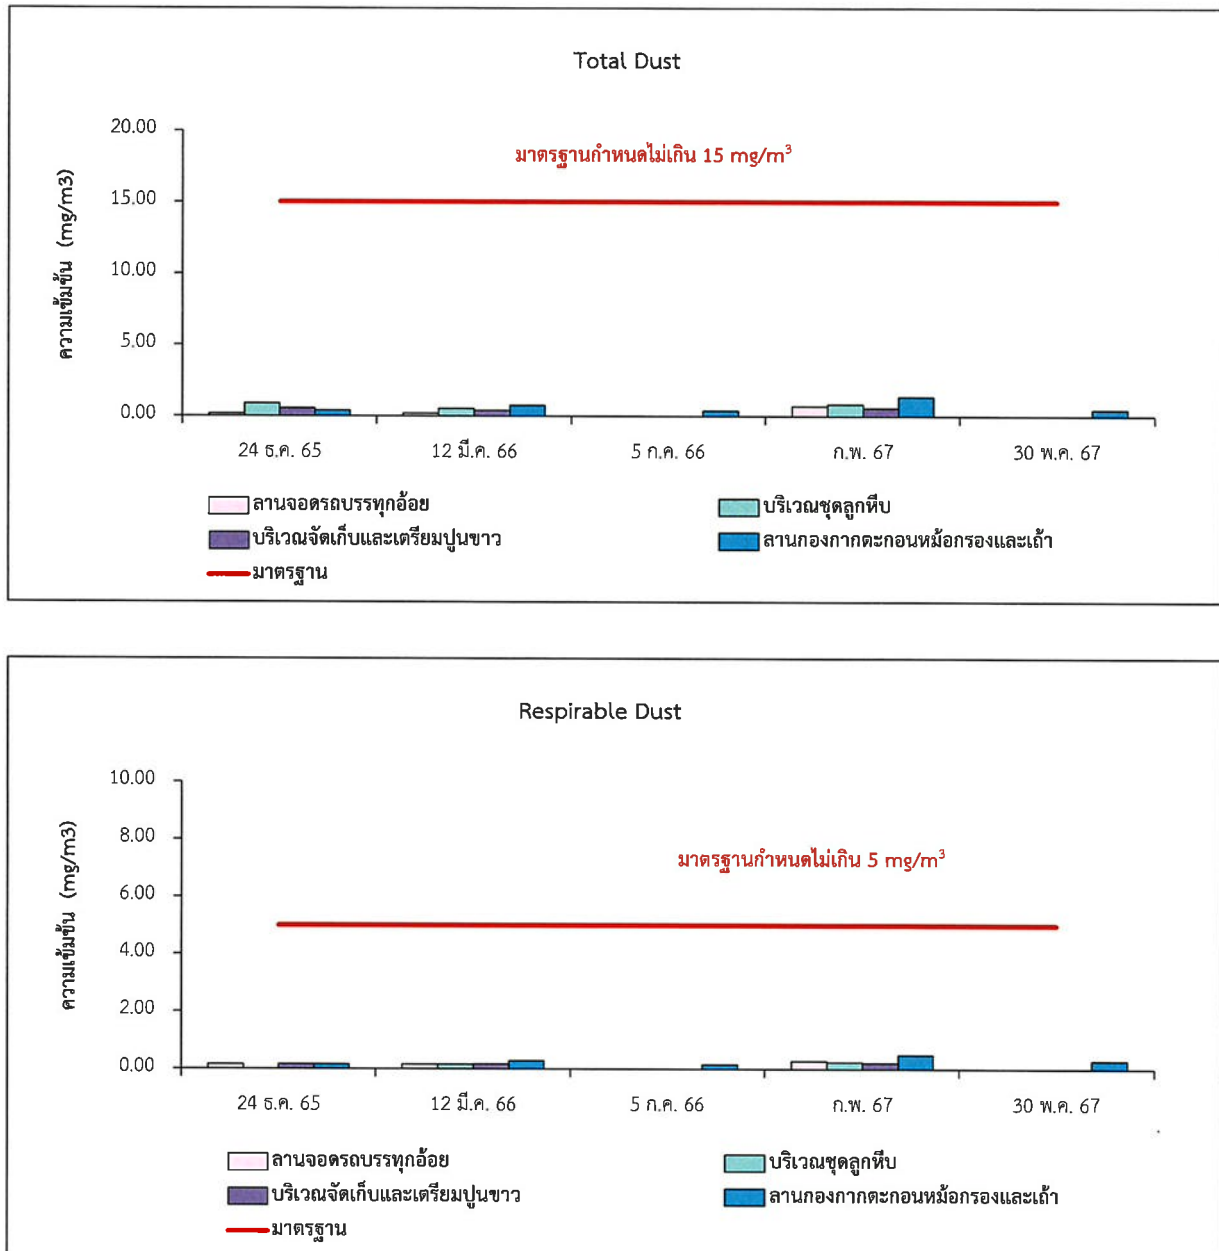 Total Dust
20.00
มาตรฐานกำหนดไม่เกิน 15 mg/m³
15.00
ความเข้มข้น (mg/m3)
10.00
5.00
0.00
24 ธ.ค. 65 12 มี.ค. 66 5 ก.ค. 66 ก.พ. 67 30 พ.ค. 67
ลานจอดรถบรรทุกอ้อย บริเวณชุดลูกหีบ
บริเวณจัดเก็บและเตรียมปูนขาว ลานกองกากตะกอนหม้อกรองและเถ้า
มาตรฐาน
Respirable Dust
10.00
8.00
มาตรฐานกำหนดไม่เกิน 5 mg/m³
ความเข้มข้น (mg/m3)
6.00
4.00
2.00
0.00
24 ธ.ค. 65 12 มี.ค. 66 5 ก.ค. 66 ก.พ. 67 30 พ.ค. 67
ลานจอดรถบรรทุกอ้อย บริเวณชุดลูกหีบ
บริเวณจัดเก็บและเตรียมปูนขาว ลานกองกากตะกอนหม้อกรองและเถ้า
มาตรฐาน